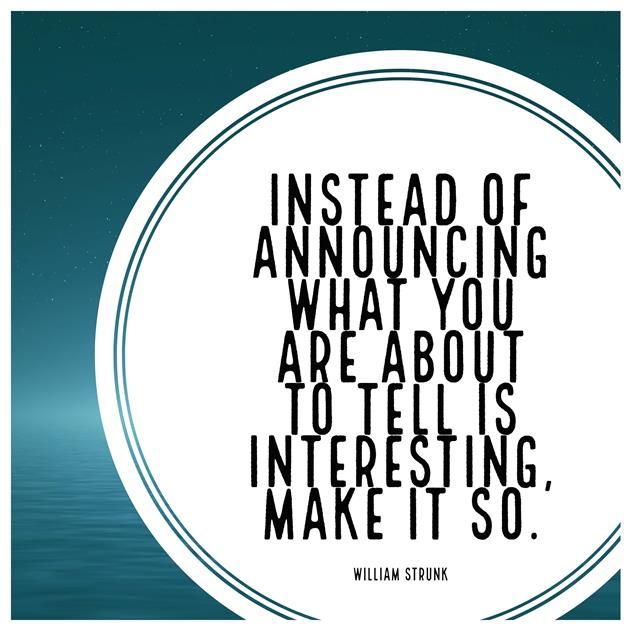 INSTEAD OF
ANNOUNCING
WHAT YOU
ARE ABOUT
TO TELL IS
INTERESTING,
MAKE IT SO.
WILLIAM STRUNK